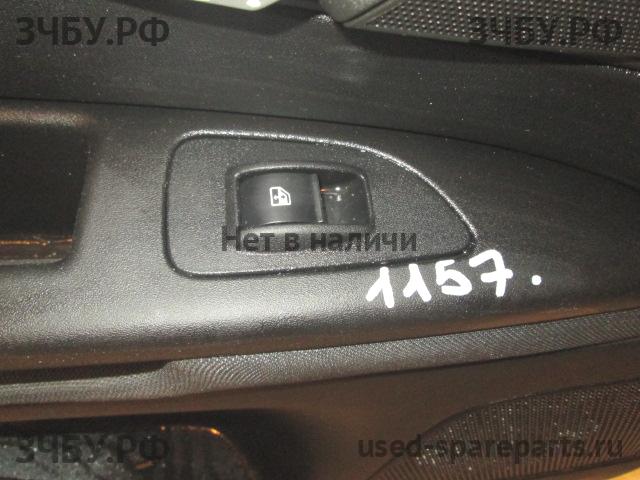 ЗЧБУ.РФ
ЗЧБУ.РФ
Нет в наличи
1157.
ЗЧБУ.РФ
used-spareparts.ru